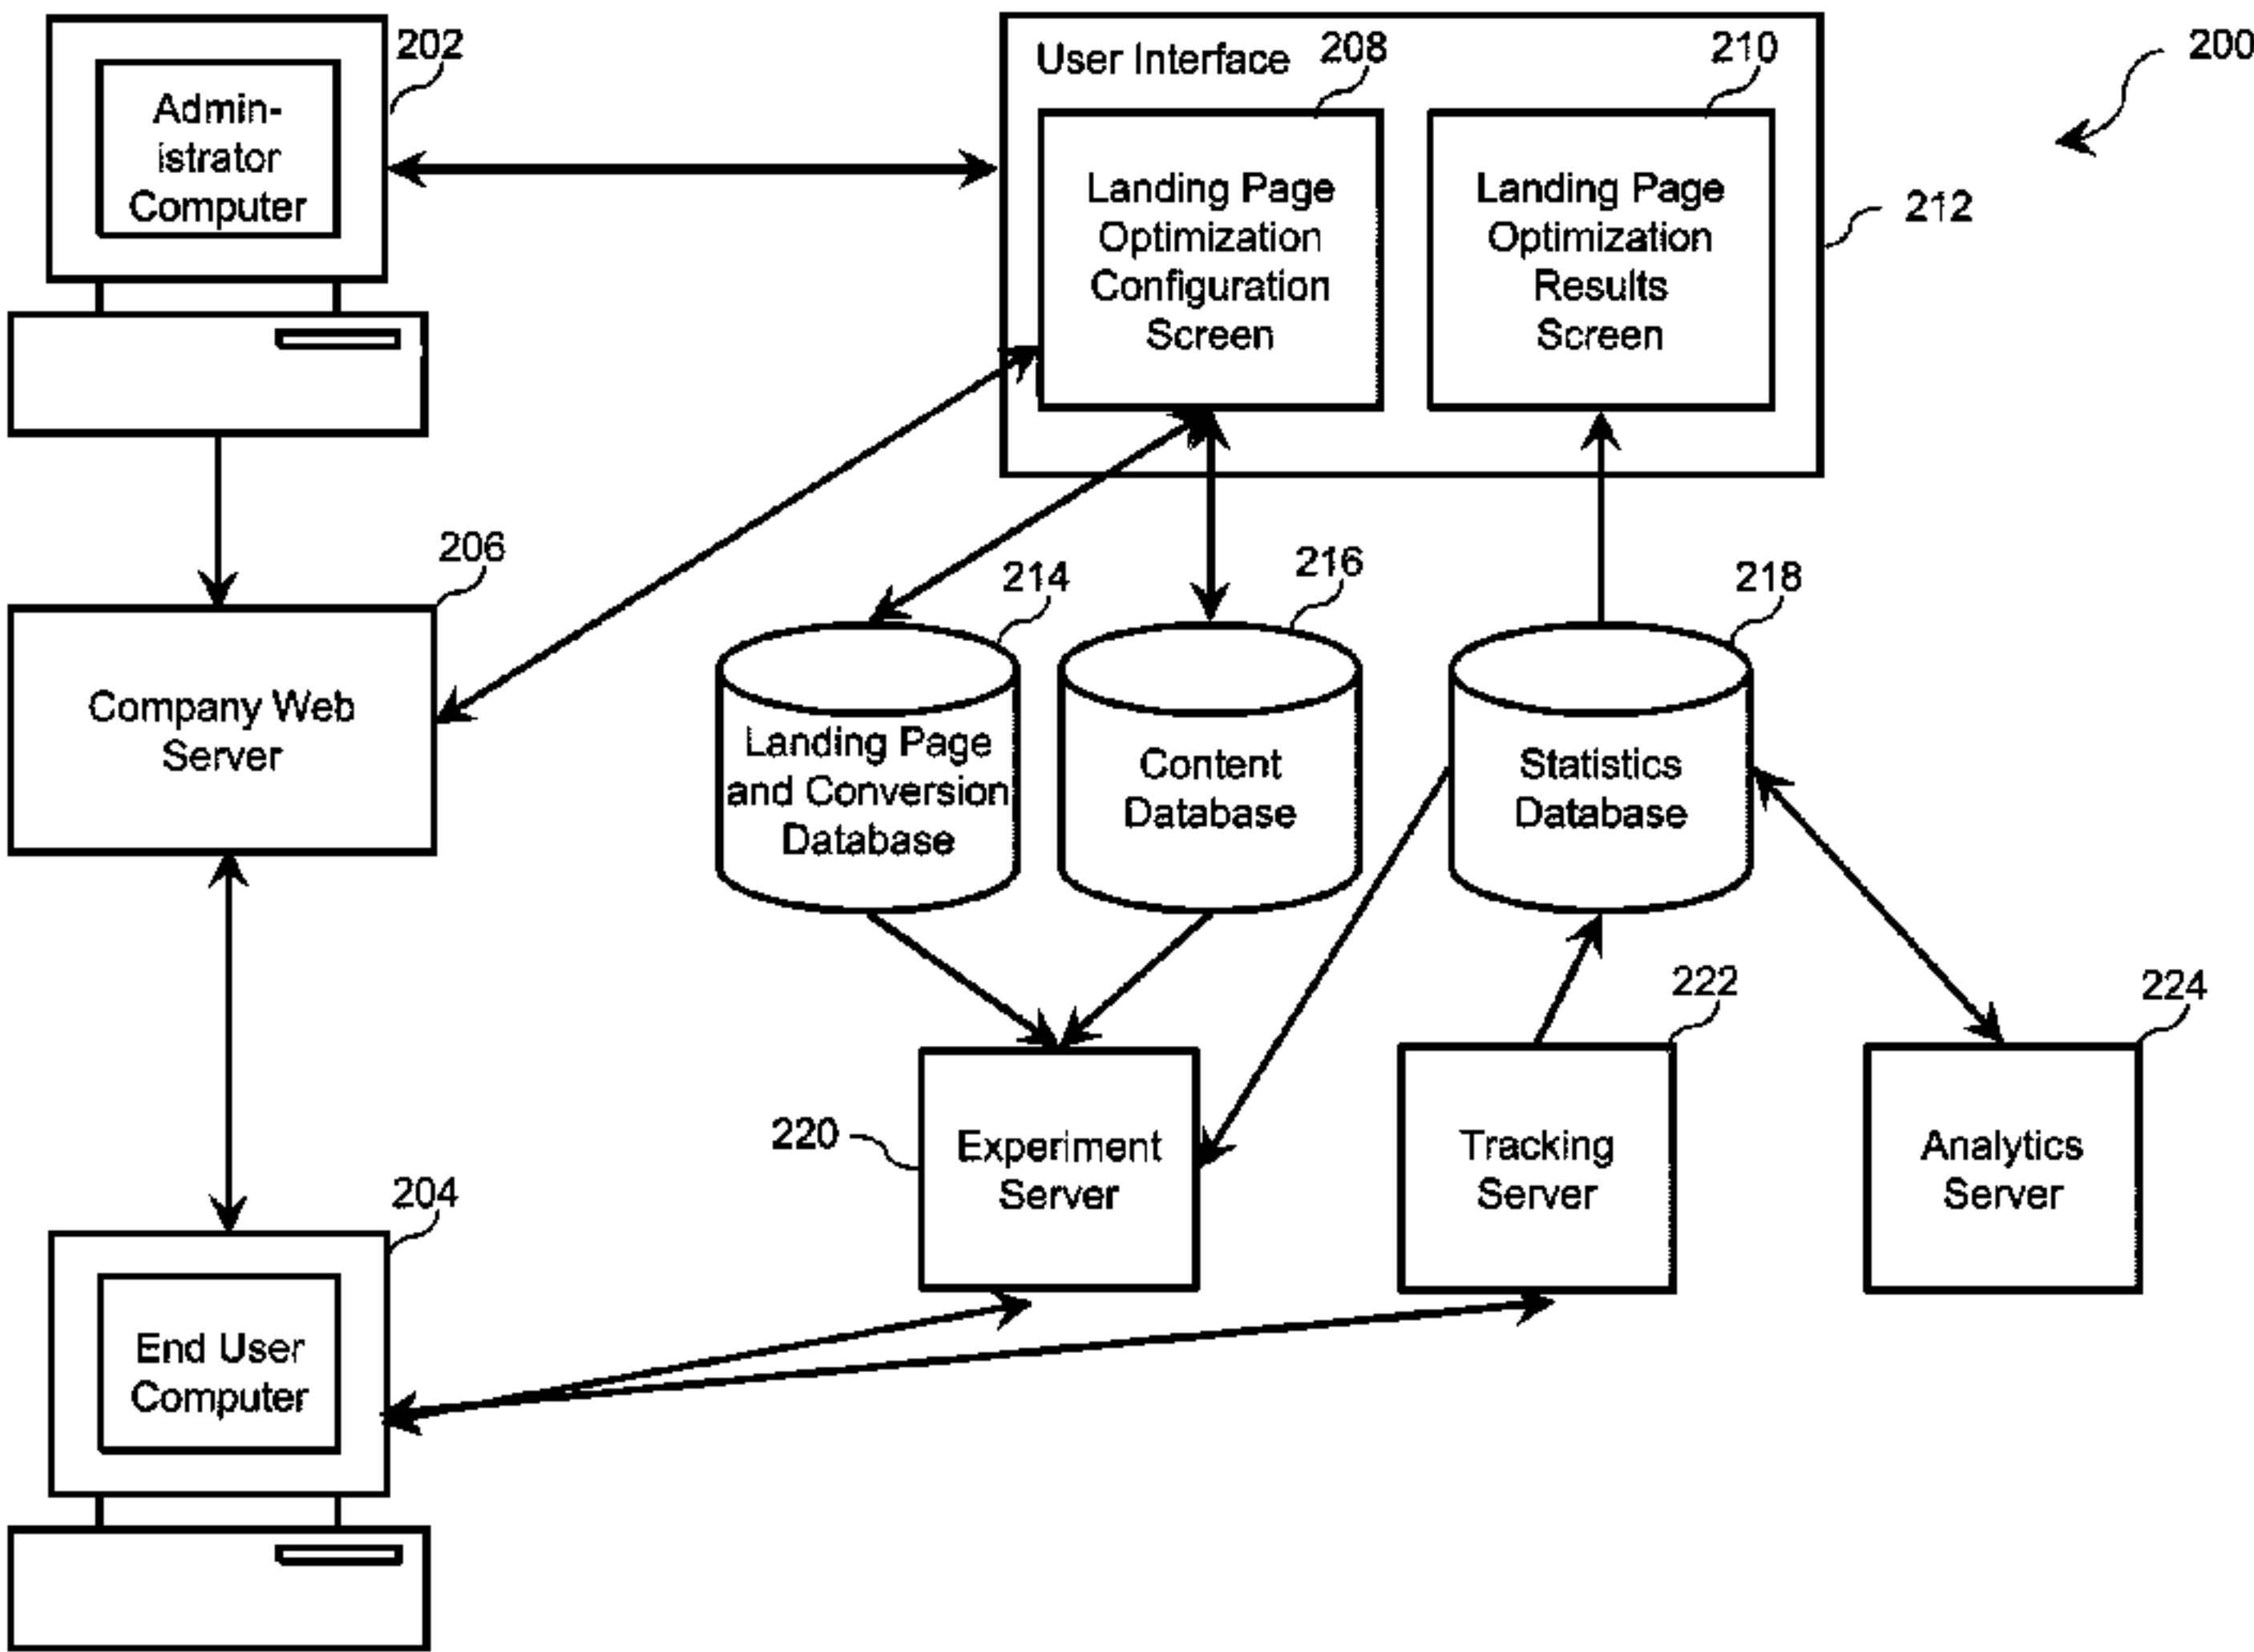 202
Admin-
istrator
Computer
User Interface
208
210
200
Landing Page
Optimization
Configuration
Screen
Landing Page
Optimization
Results
Screen
212
206
Company Web
Server
214
216
218
Landing Page
and Conversion
Database
Content
Database
Statistics
Database
220
Experiment
Server
222
Tracking
Server
224
Analytics
Server
204
End User
Computer